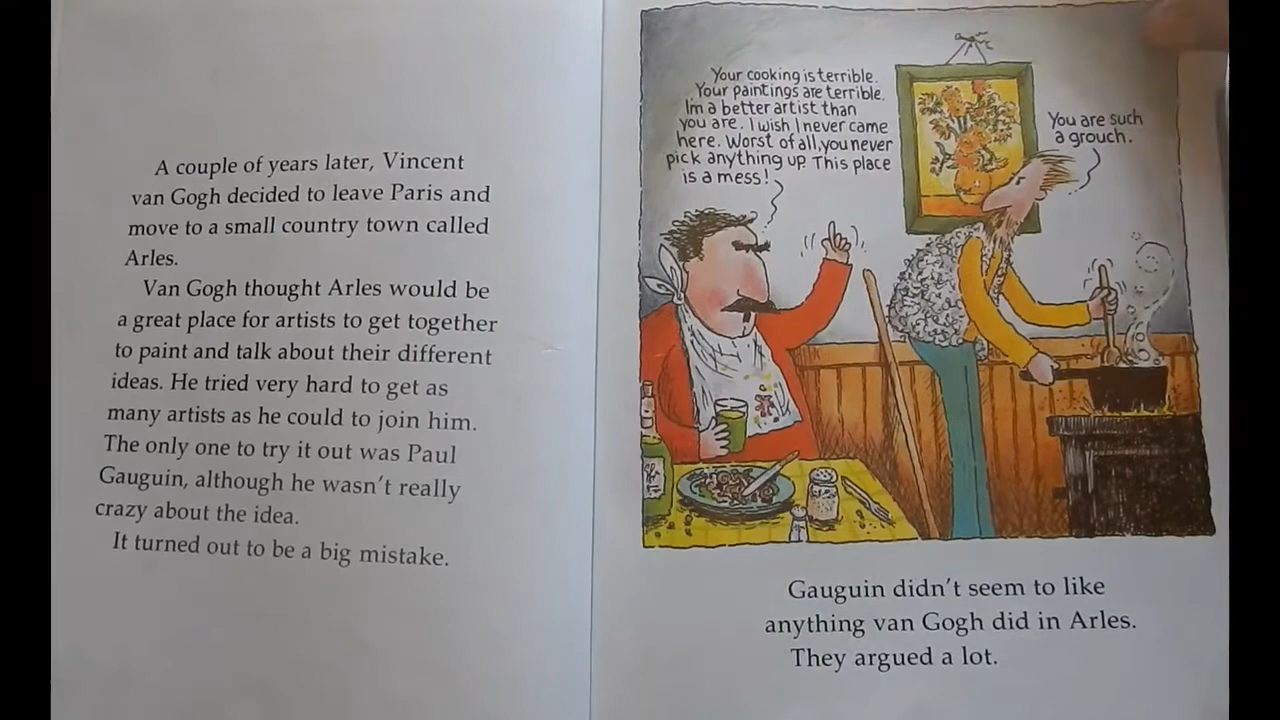 A couple of years later, Vincent
van Gogh decided to leave Paris and
move to a small country town called
Arles.
Van Gogh thought Arles would be
a great place for artists to get together
to paint and talk about their different
ideas. He tried very hard to get as
many artists as he could to join him.
The only one to try it out was Paul
Gauguin, although he wasn't really
crazy about the idea.
It turned out to be a big mistake.
Your cooking is terrible.
Your paintings are terrible.
I'm a better artist than
you are. I wish I never came
here. Worst of all, you never
pick anything up. This place
is a mess!
You are such
a grouch.
Gauguin didn't seem to like
anything van Gogh did in Arles.
They argued a lot.